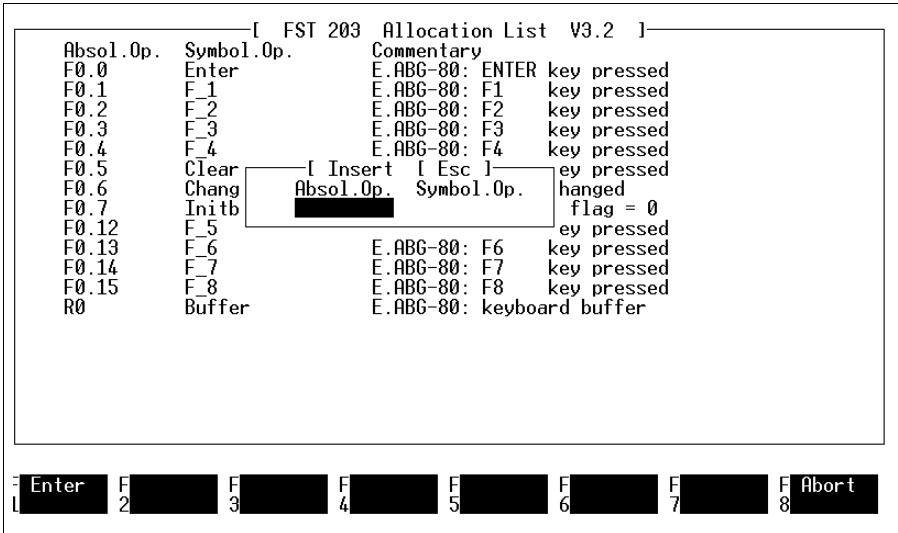 [ FST 203 Allocation List V3.2 ]
Absol.Op. Symbol.Op. Commentary
F0.0 Enter E.ABG-80: ENTER key pressed
F0.1 F_1 E.ABG-80: F1 key pressed
F0.2 F_2 E.ABG-80: F2 key pressed
F0.3 F_3 E.ABG-80: F3 key pressed
F0.4 F_4 E.ABG-80: F4 key pressed
F0.5 Clear [ Insert [ Esc ] ey pressed
F0.6 Chang Absol.Op. Symbol.Op. hanged
F0.7 Initb flag = 0
F0.12 F_5 ey pressed
F0.13 F_6 E.ABG-80: F6 key pressed
F0.14 F_7 E.ABG-80: F7 key pressed
F0.15 F_8 E.ABG-80: F8 key pressed
R0 Buffer E.ABG-80: keyboard buffer
Enter F F F F F F F Abort
2 3 4 5 6 7 8